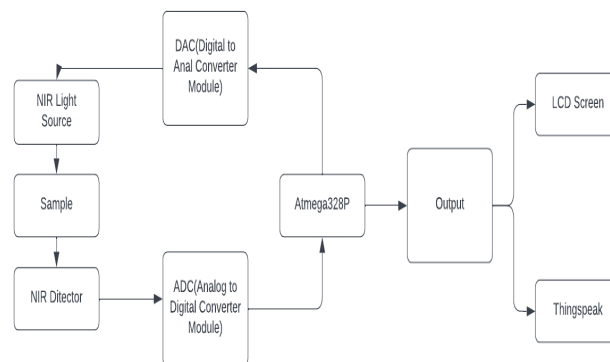 DAC(Digital to
Anal Converter
Module)
NIR Light
Source
LCD Screen
Sample
Atmega328P
Output
NIR Ditector
ADC(Analog to
Digital Converter
Module)
Thingspeak